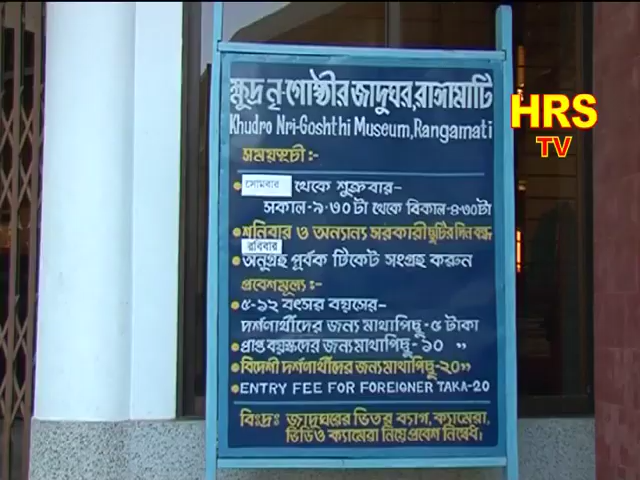 ক্ষুদ্র নৃ-গোষ্ঠীর জাদুঘর,রাঙ্গামাটি
Khudro Nri-Goshthi Museum,Rangamati
সময়সূচী :-
সোমবার থেকে শুক্রবার-
সকাল-৯·৩০টা থেকে বিকাল-৪·৩০টা
শনিবার ও অন্যান্য সরকারী ছুটির দিন বন্ধ
রবিবার
অনুগ্রহ পূর্বক টিকেট সংগ্রহ করুন
প্রবেশমূল্য :-
৫-১২ বৎসর বয়সের-
দর্শনার্থীদের জন্য মাথাপিছু-৫ টাকা
প্রাপ্ত বয়স্কদের জন্য মাথাপিছু-১০ "
বিদেশী দর্শনার্থীদের জন্য মাথাপিছু-২০"
ENTRY FEE FOR FOREIGNER TAKA-20
বিঃদ্রঃ জাদুঘরের ভিতর ব্যাগ, ক্যামেরা,
ভিডিও ক্যামেরা নিয়ে প্রবেশ নিষেধ।
HRS
TV